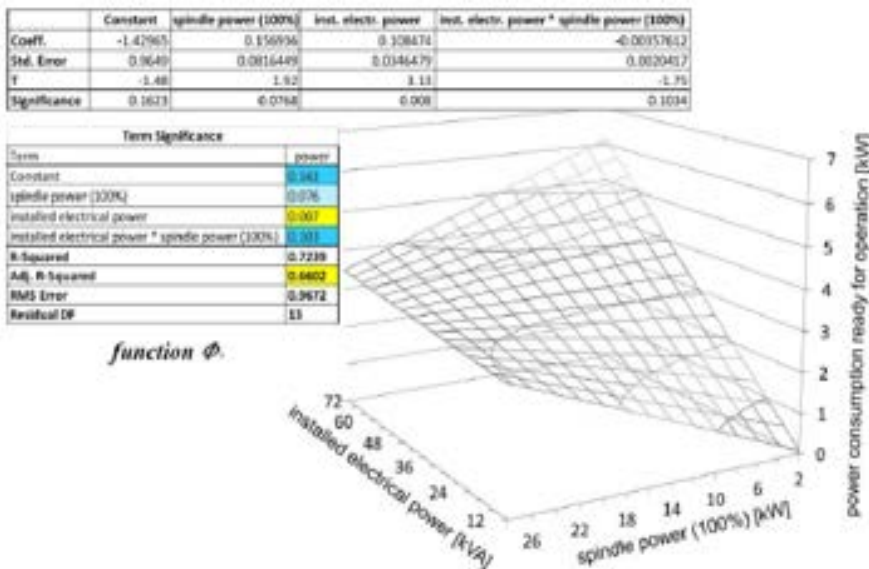 Constant spindle power (100%) inst. electr. power inst. electr. power * spindle power (100%)
Coeff. -1.42965 0.156936 0.108474 -0.00357612
Std. Error 0.9649 0.0816449 0.0346479 0.0020417
T -1.48 1.92 3.13 -1.75
Significance 0.1623 0.0768 0.008 0.1034
Term Significance
Term power
Constant
spindle power (100%) 0.076
installed electrical power 0.007
installed electrical power * spindle power (100%) 0.103
R-Squared 0.7239
Adj. R-Squared 0.6602
RMS Error 0.9672
Residual DF 13
function Φ.
7
6
5
4
3
2
1
0
power consumption ready for operation [kW]
72
60
48
36
24
12
installed electrical power [kVA]
26 22 18 14 10 6 2
spindle power (100%) [kW]